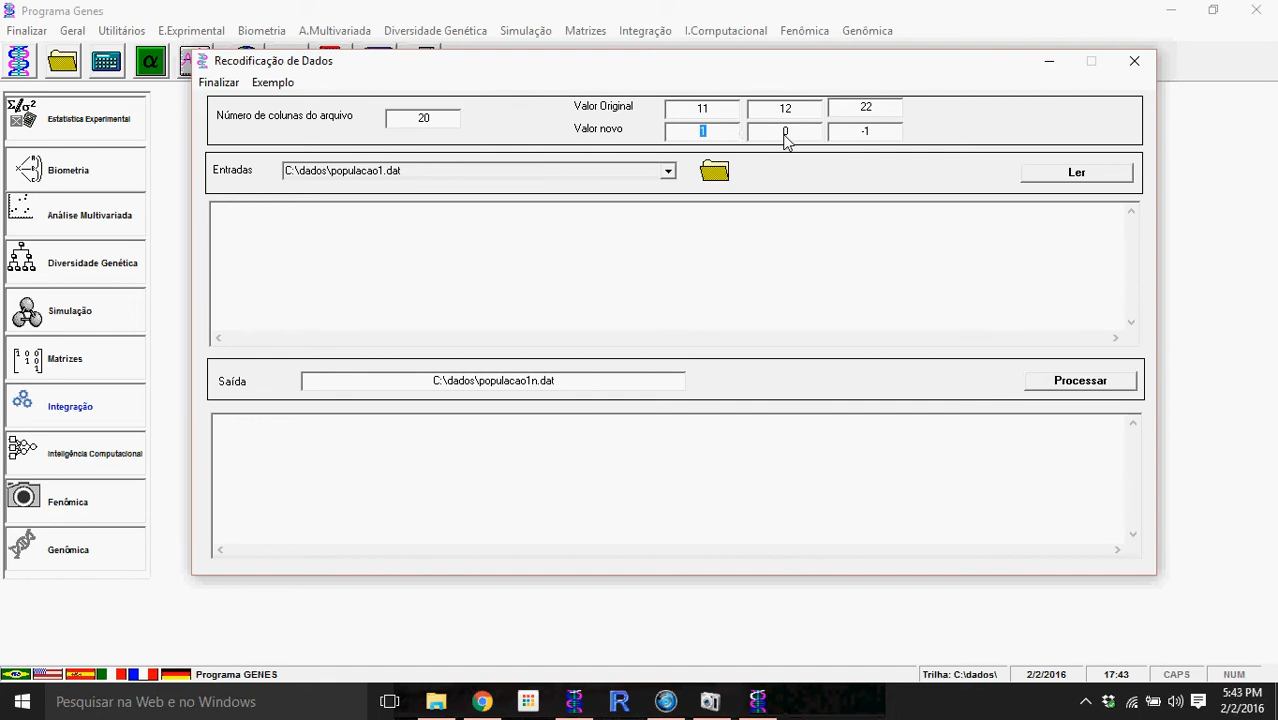 Programa Genes
Finalizar Geral Utilitários E.Exprimental Biometria A.Multivariada Diversidade Genética Simulação Matrizes Integração I.Computacional Fenômica Genômica
α
Recodificação de Dados
Finalizar Exemplo
Número de colunas do arquivo 20
Valor Original 11 12 22
Valor novo 1 0 -1
Entradas C:\dados\populacao1.dat Ler
Saída C:\dados\populacao1n.dat Processar
Σ/σ² Estatística Experimental
Biometria
Análise Multivariada
Diversidade Genética
Simulação
Matrizes
Integração
Inteligência Computacional
Fenômica
Genômica
Programa GENES Trilha: C:\dados\ 2/2/2016 17:43 CAPS NUM
Pesquisar na Web e no Windows
5:43 PM
2/2/2016